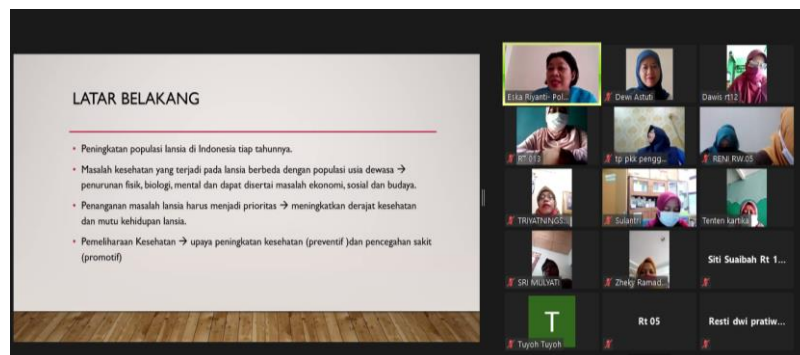 LATAR BELAKANG
• Peningkatan populasi lansia di Indonesia tiap tahunnya.
• Masalah kesehatan yang terjadi pada lansia berbeda dengan populasi usia dewasa →
penurunan fisik, biologi, mental dan dapat disertai masalah ekonomi, sosial dan budaya.
• Penanganan masalah lansia harus menjadi prioritas → meningkatkan derajat kesehatan
dan mutu kehidupan lansia.
• Pemeliharaan Kesehatan → upaya peningkatan kesehatan (preventif )dan pencegahan sakit
(promotif)
Eska Riyanti- Pol...
Dewi Astuti
Dawis rt12
RT 013
tp pkk pengg...
RENI RW.05
TRIYATNINGS...
Sulantri
Tenten kartika
SRI MULYATI
Zheky Ramad...
Siti Suaibah Rt 1...
T
Tuyoh Tuyoh
Rt 05
Resti dwi pratiw...